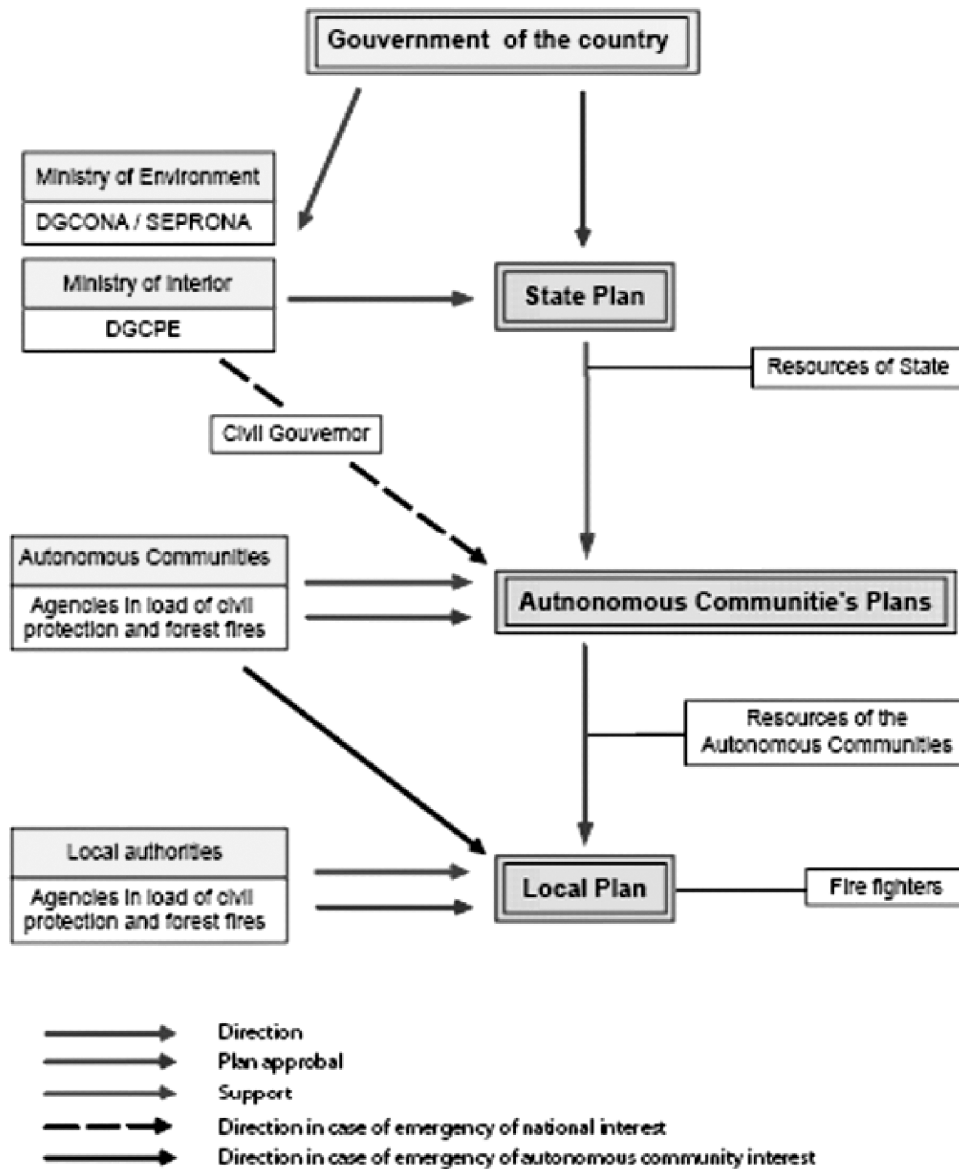 Gouvernment of the country
Ministry of Environment
DGCONA / SEPRONA
Ministry of Interior
DGCPE
State Plan
Resources of State
Civil Gouvernor
Autonomous Communities
Agencies in load of civil
protection and forest fires
Autnonomous Communitie's Plans
Resources of the
Autonomous Communities
Local authorities
Agencies in load of civil
protection and forest fires
Local Plan
Fire fighters
Direction
Plan approbal
Support
Direction in case of emergency of national interest
Direction in case of emergency of autonomous community interest